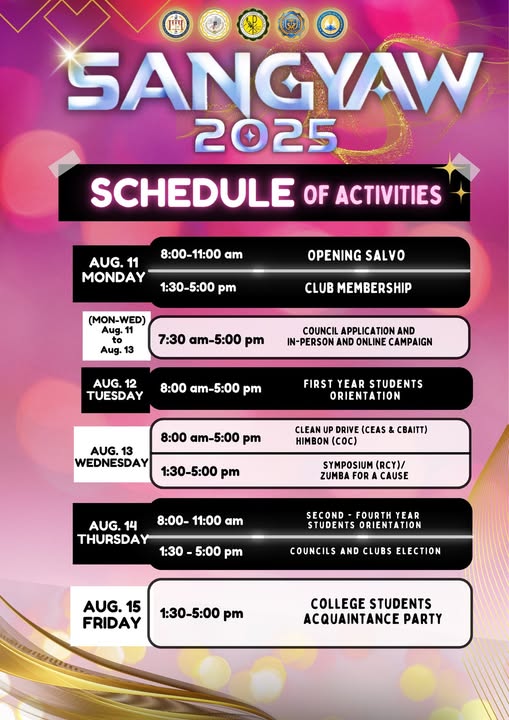 SANGYAW
2025
SCHEDULE OF ACTIVITIES
AUG. 11
MONDAY
8:00-11:00 am
OPENING SALVO
1:30-5:00 pm
CLUB MEMBERSHIP
(MON-WED)
Aug. 11
to
Aug. 13
7:30 am-5:00 pm
COUNCIL APPLICATION AND
IN-PERSON AND ONLINE CAMPAIGN
AUG. 12
TUESDAY
8:00 am-5:00 pm
FIRST YEAR STUDENTS
ORIENTATION
AUG. 13
WEDNESDAY
8:00 am-5:00 pm
CLEAN UP DRIVE (CEAS & CBAITT)
HIMBON (COC)
1:30-5:00 pm
SYMPOSIUM (RCY)/
ZUMBA FOR A CAUSE
AUG. 14
THURSDAY
8:00- 11:00 am
SECOND - FOURTH YEAR
STUDENTS ORIENTATION
1:30 - 5:00 pm
COUNCILS AND CLUBS ELECTION
AUG. 15
FRIDAY
1:30-5:00 pm
COLLEGE STUDENTS
ACQUAINTANCE PARTY